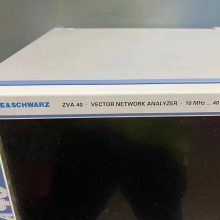 E&SCHWARZ ZVA 40 · VECTOR NETWORK ANALYZER · 10 MHz ... 40